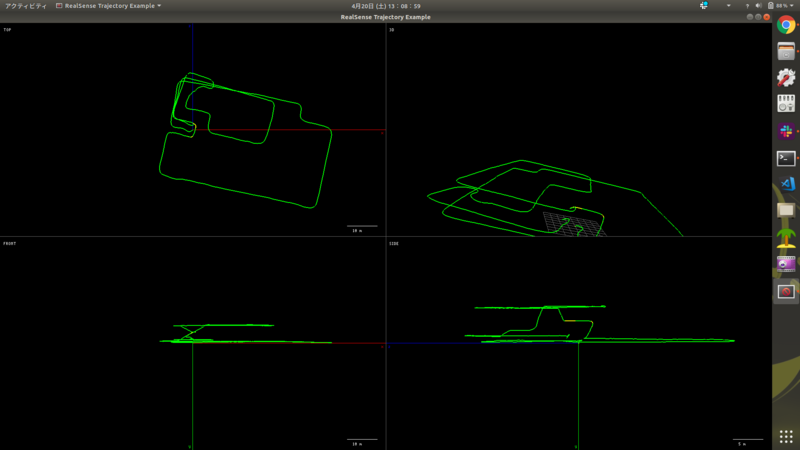 アクティビティ
RealSense Trajectory Example
4月20日 (土) 13:08:59
88%
RealSense Trajectory Example
TOP
3D
10 m
FRONT
SIDE
10 m
5 m